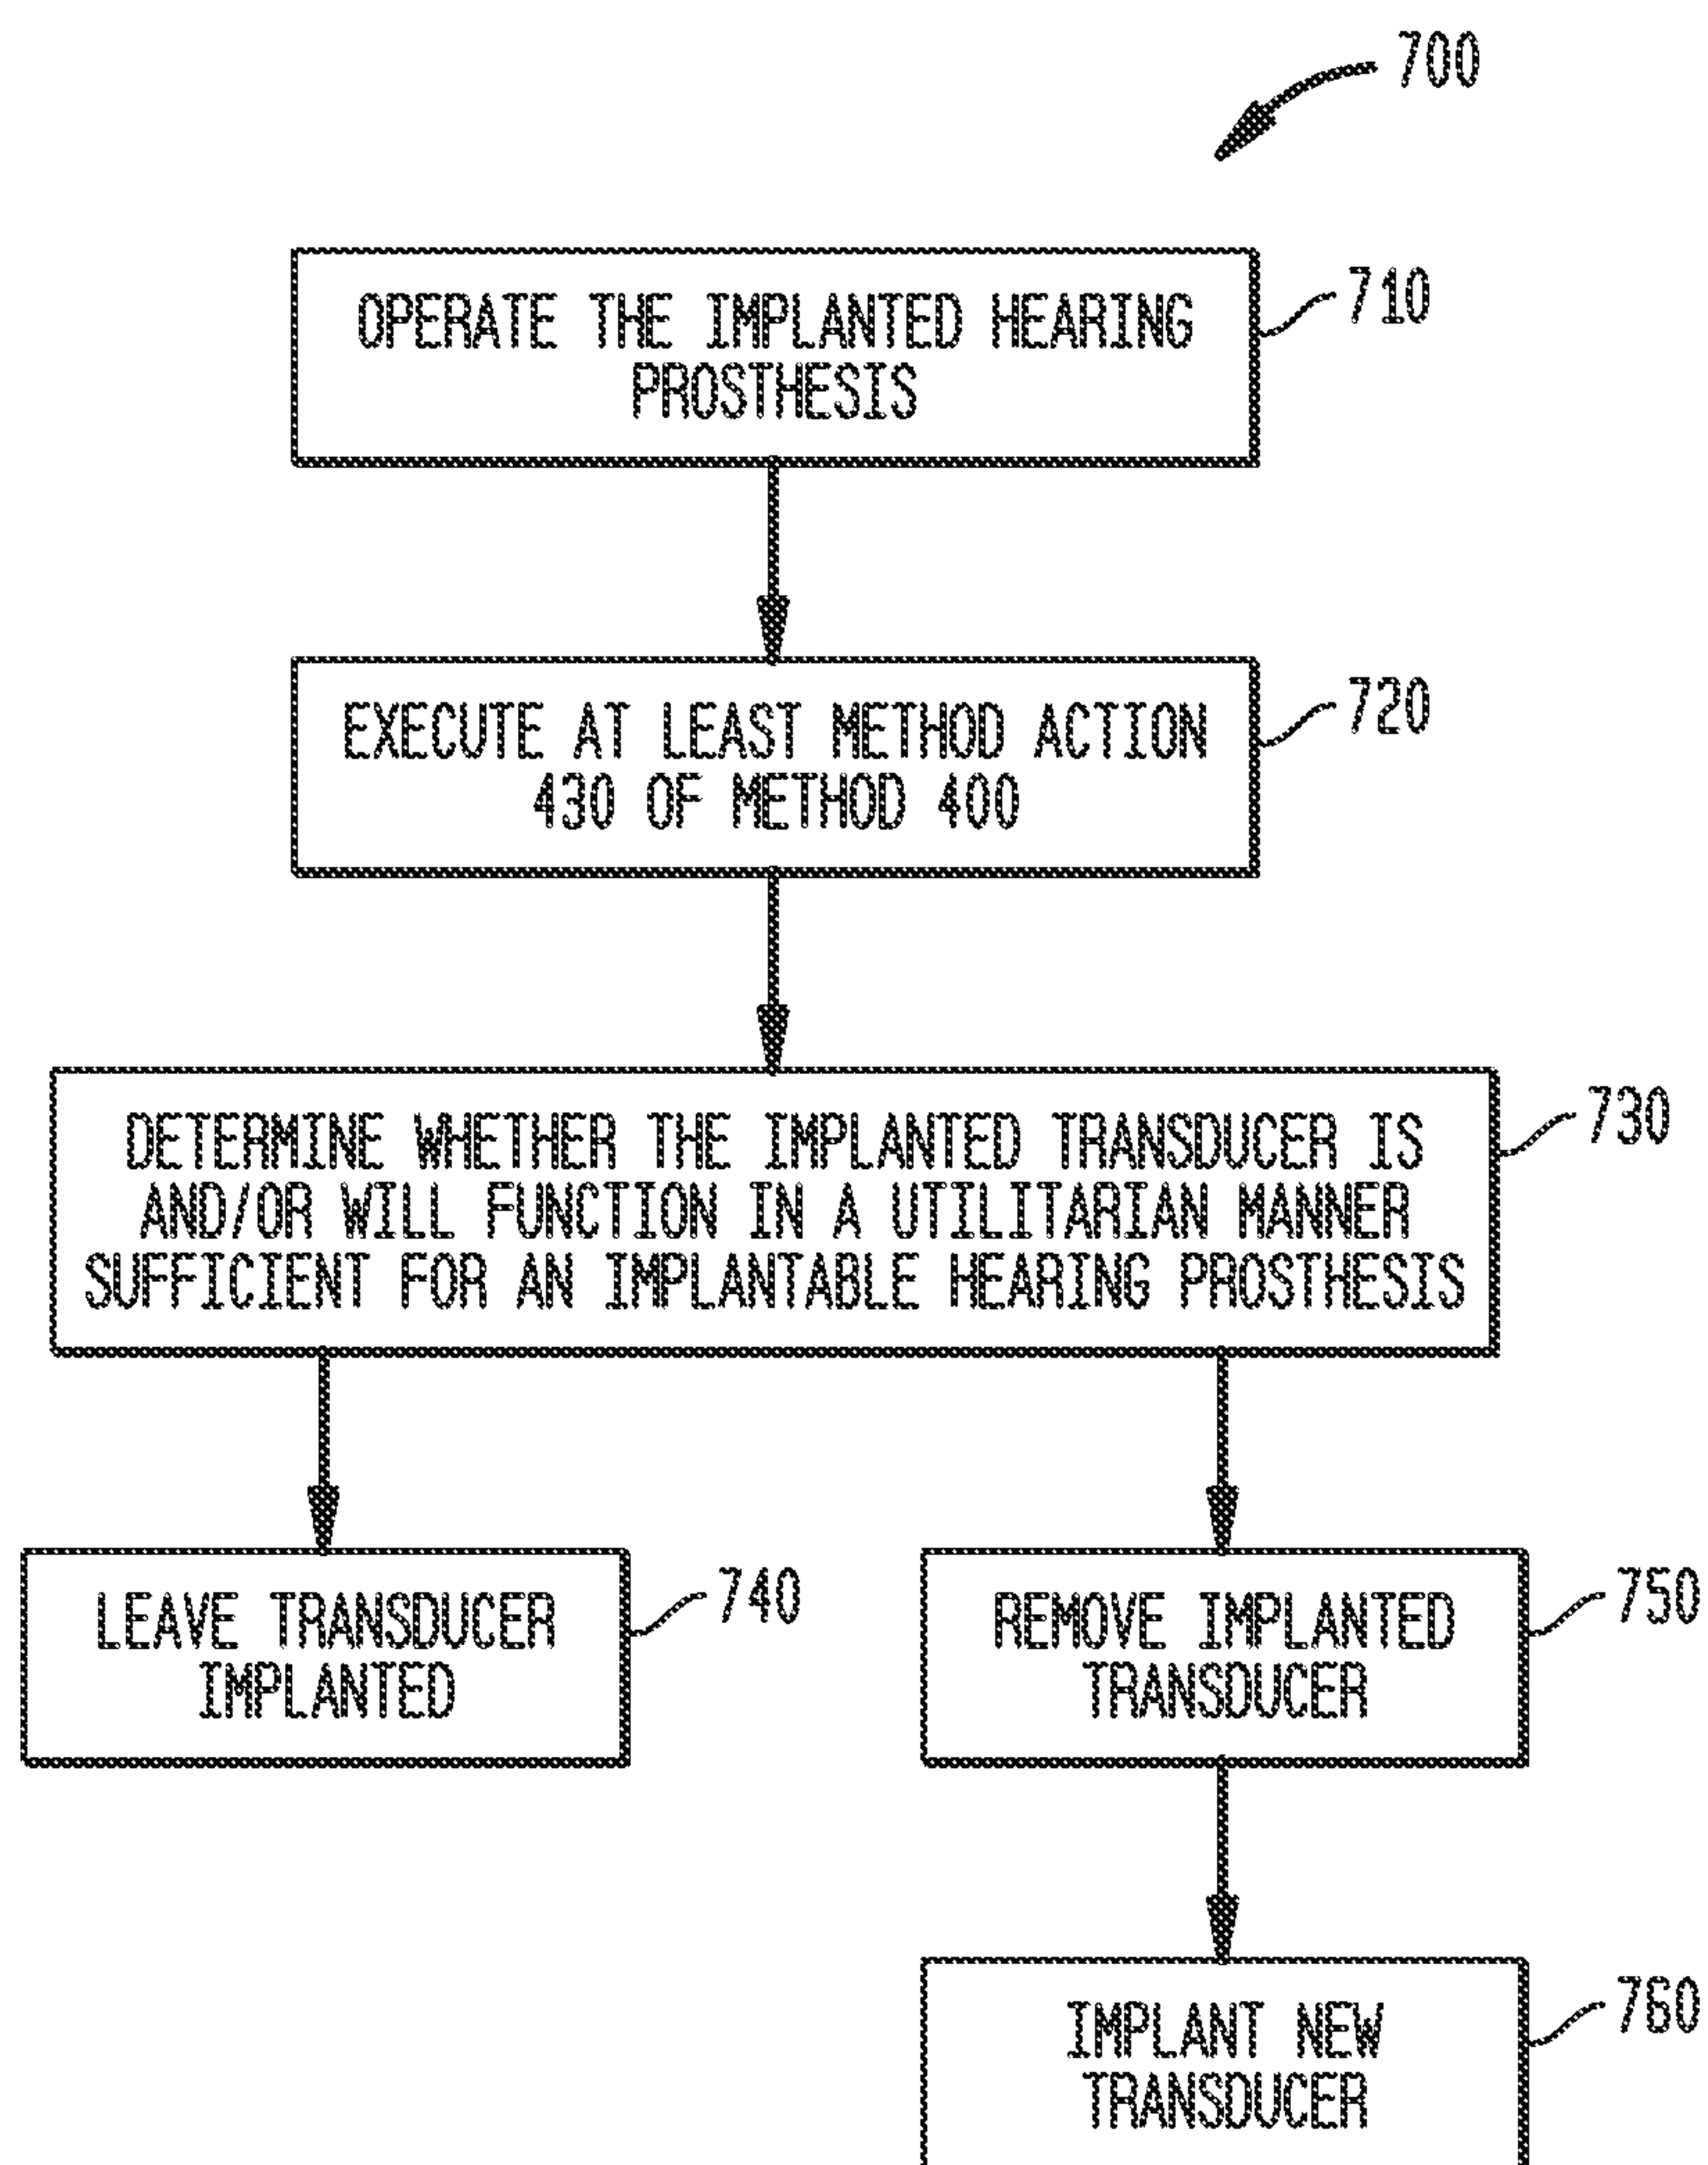 700
OPERATE THE IMPLANTED HEARING
PROSTHESIS
710
EXECUTE AT LEAST METHOD ACTION
430 OF METHOD 400
720
DETERMINE WHETHER THE IMPLANTED TRANSDUCER IS
AND/OR WILL FUNCTION IN A UTILITARIAN MANNER
SUFFICIENT FOR AN IMPLANTABLE HEARING PROSTHESIS
730
LEAVE TRANSDUCER
IMPLANTED
740
REMOVE IMPLANTED
TRANSDUCER
750
IMPLANT NEW
TRANSDUCER
760